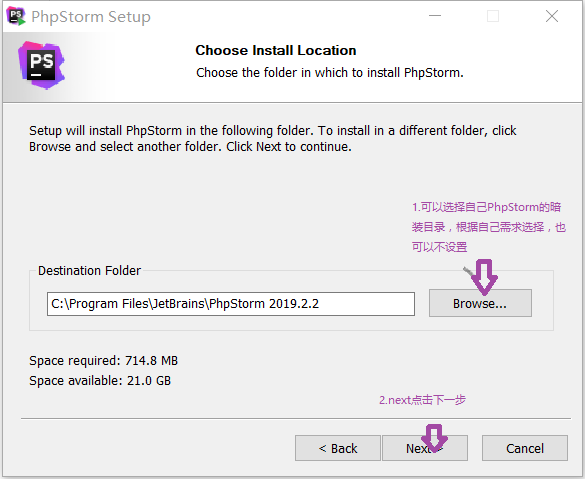 PhpStorm Setup
PS
Choose Install Location
Choose the folder in which to install PhpStorm.
Setup will install PhpStorm in the following folder. To install in a different folder, click
Browse and select another folder. Click Next to continue.
1.可以选择自己PhpStorm的暗
装目录，根据自己需求选择，也
可以不设置
Destination Folder
C:\Program Files\JetBrains\PhpStorm 2019.2.2
Browse...
Space required: 714.8 MB
Space available: 21.0 GB
2.next点击下一步
< Back
Next >
Cancel